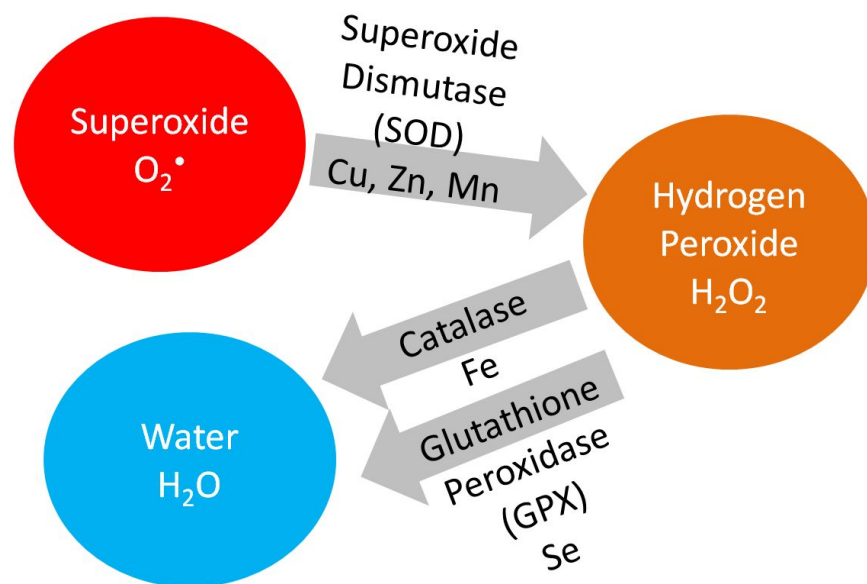 Superoxide
O₂•
Superoxide
Dismutase
(SOD)
Cu, Zn, Mn
Hydrogen
Peroxide
H₂O₂
Catalase
Fe
Glutathione
Peroxidase
(GPX)
Se
Water
H₂O